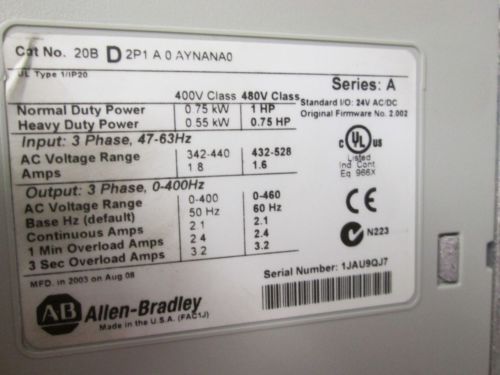 Cat No. 20B D 2P1 A 0 AYNANA0
UL Type 1/IP20
Series: A
400V Class 480V Class
Standard I/O: 24V AC/DC
Original Firmware No. 2.002
Normal Duty Power 0.75 kW 1 HP
Heavy Duty Power 0.55 kW 0.75 HP
Input: 3 Phase, 47-63Hz
AC Voltage Range 342-440 432-528
Amps 1.8 1.6
C UL US
Listed
Ind Cont
Eq 966X
Output: 3 Phase, 0-400Hz
AC Voltage Range 0-400 0-460
Base Hz (default) 50 Hz 60 Hz
Continuous Amps 2.1 2.1
1 Min Overload Amps 2.4 2.4
3 Sec Overload Amps 3.2 3.2
N223
MFD. in 2003 on Aug 08
Serial Number: 1JAU9QJ7
AB Allen-Bradley
Made in the U.S.A. (FAC1J)